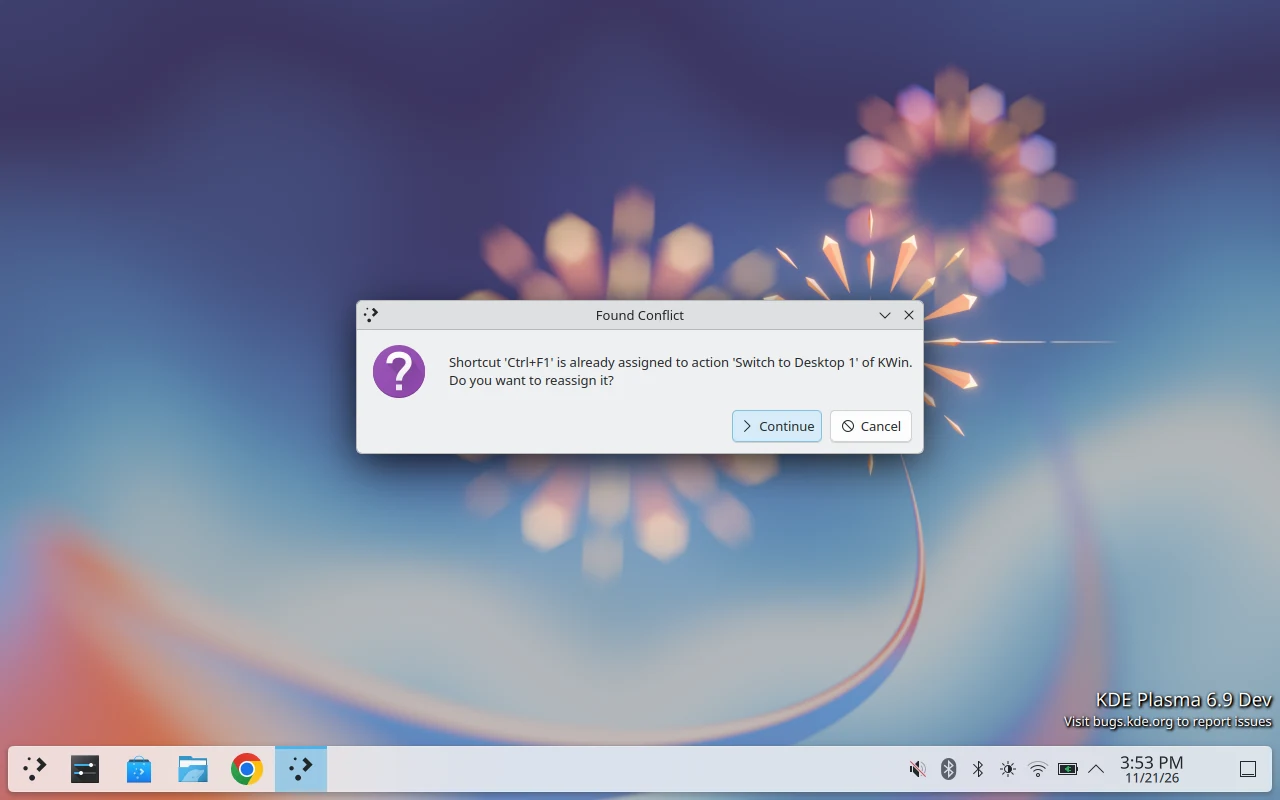 Found Conflict
Shortcut 'Ctrl+F1' is already assigned to action 'Switch to Desktop 1' of KWin.
Do you want to reassign it?
Continue
Cancel
KDE Plasma 6.9 Dev
Visit bugs.kde.org to report issues
3:53 PM
11/21/26